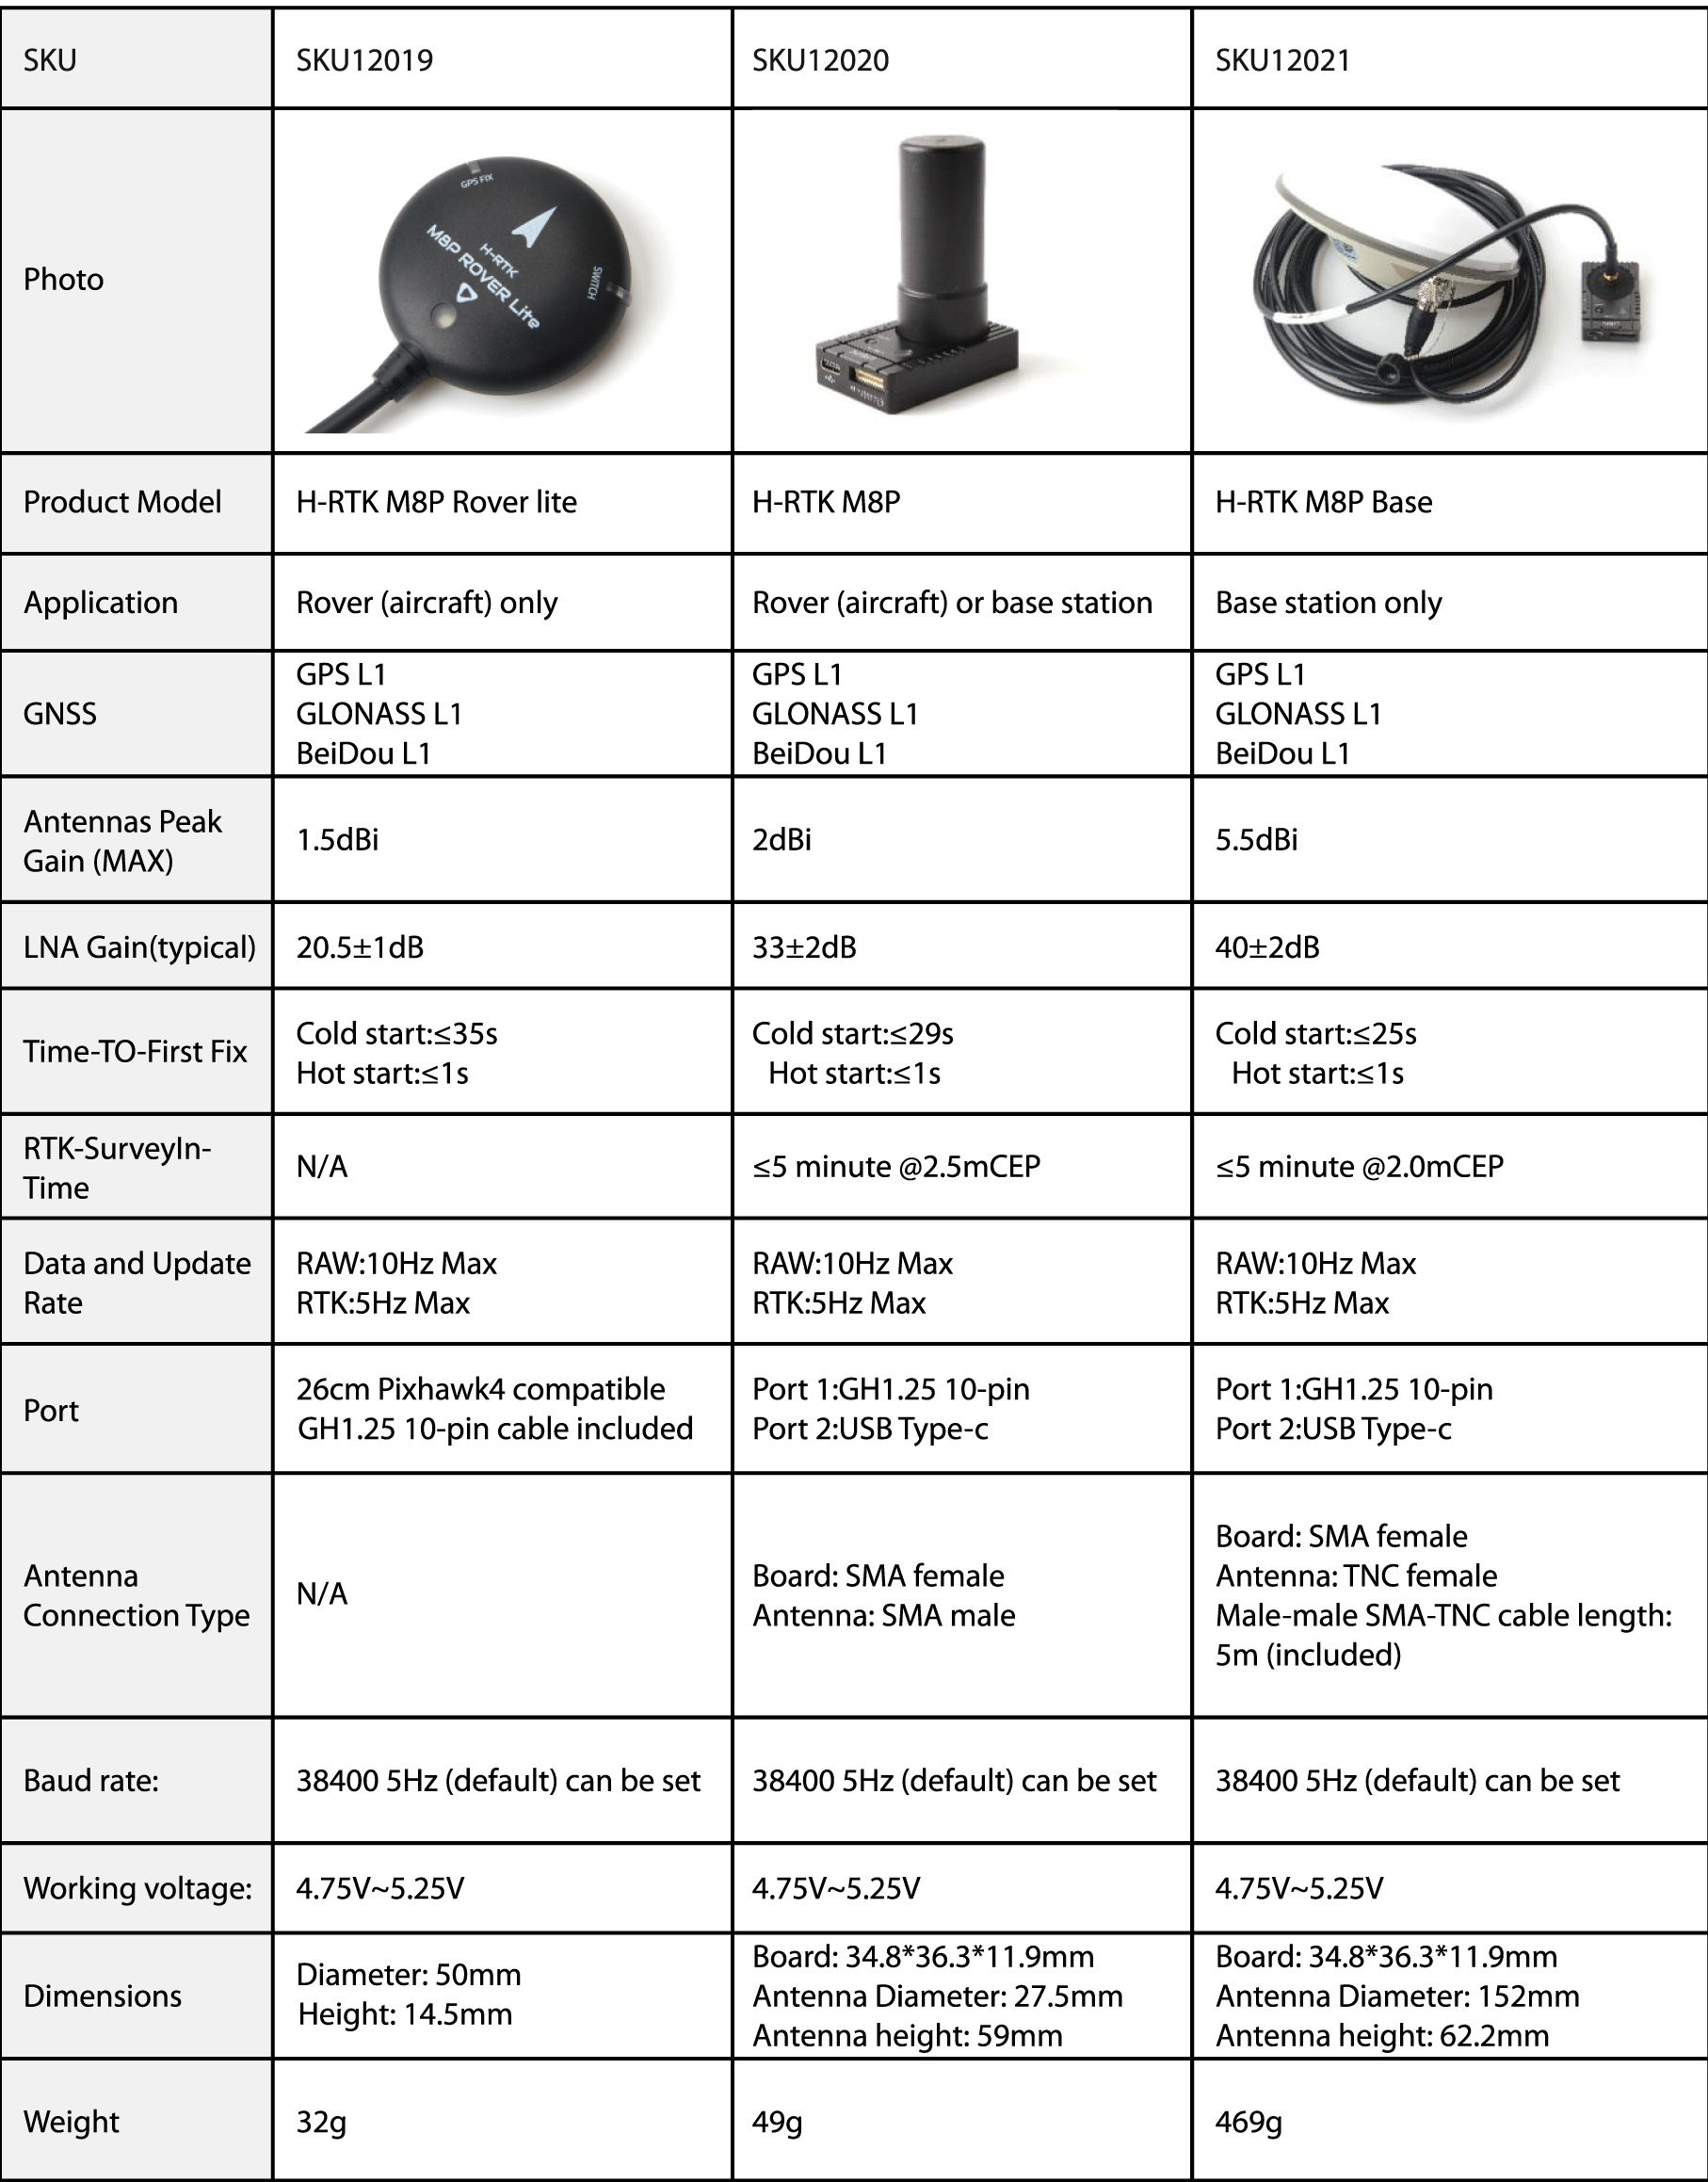 SKU
SKU12019
SKU12020
SKU12021
Photo
GPS FIX
H-RTK
M8P ROVER Lite
SWITCH
Product Model
H-RTK M8P Rover lite
H-RTK M8P
H-RTK M8P Base
Application
Rover (aircraft) only
Rover (aircraft) or base station
Base station only
GNSS
GPS L1
GLONASS L1
BeiDou L1
GPS L1
GLONASS L1
BeiDou L1
GPS L1
GLONASS L1
BeiDou L1
Antennas Peak
Gain (MAX)
1.5dBi
2dBi
5.5dBi
LNA Gain(typical)
20.5±1dB
33±2dB
40±2dB
Time-TO-First Fix
Cold start:≤35s
Hot start:≤1s
Cold start:≤29s
Hot start:≤1s
Cold start:≤25s
Hot start:≤1s
RTK-SurveyIn-
Time
N/A
≤5 minute @2.5mCEP
≤5 minute @2.0mCEP
Data and Update
Rate
RAW:10Hz Max
RTK:5Hz Max
RAW:10Hz Max
RTK:5Hz Max
RAW:10Hz Max
RTK:5Hz Max
Port
26cm Pixhawk4 compatible
GH1.25 10-pin cable included
Port 1:GH1.25 10-pin
Port 2:USB Type-c
Port 1:GH1.25 10-pin
Port 2:USB Type-c
Antenna
Connection Type
N/A
Board: SMA female
Antenna: SMA male
Board: SMA female
Antenna: TNC female
Male-male SMA-TNC cable length:
5m (included)
Baud rate:
38400 5Hz (default) can be set
38400 5Hz (default) can be set
38400 5Hz (default) can be set
Working voltage:
4.75V~5.25V
4.75V~5.25V
4.75V~5.25V
Dimensions
Diameter: 50mm
Height: 14.5mm
Board: 34.8*36.3*11.9mm
Antenna Diameter: 27.5mm
Antenna height: 59mm
Board: 34.8*36.3*11.9mm
Antenna Diameter: 152mm
Antenna height: 62.2mm
Weight
32g
49g
469g